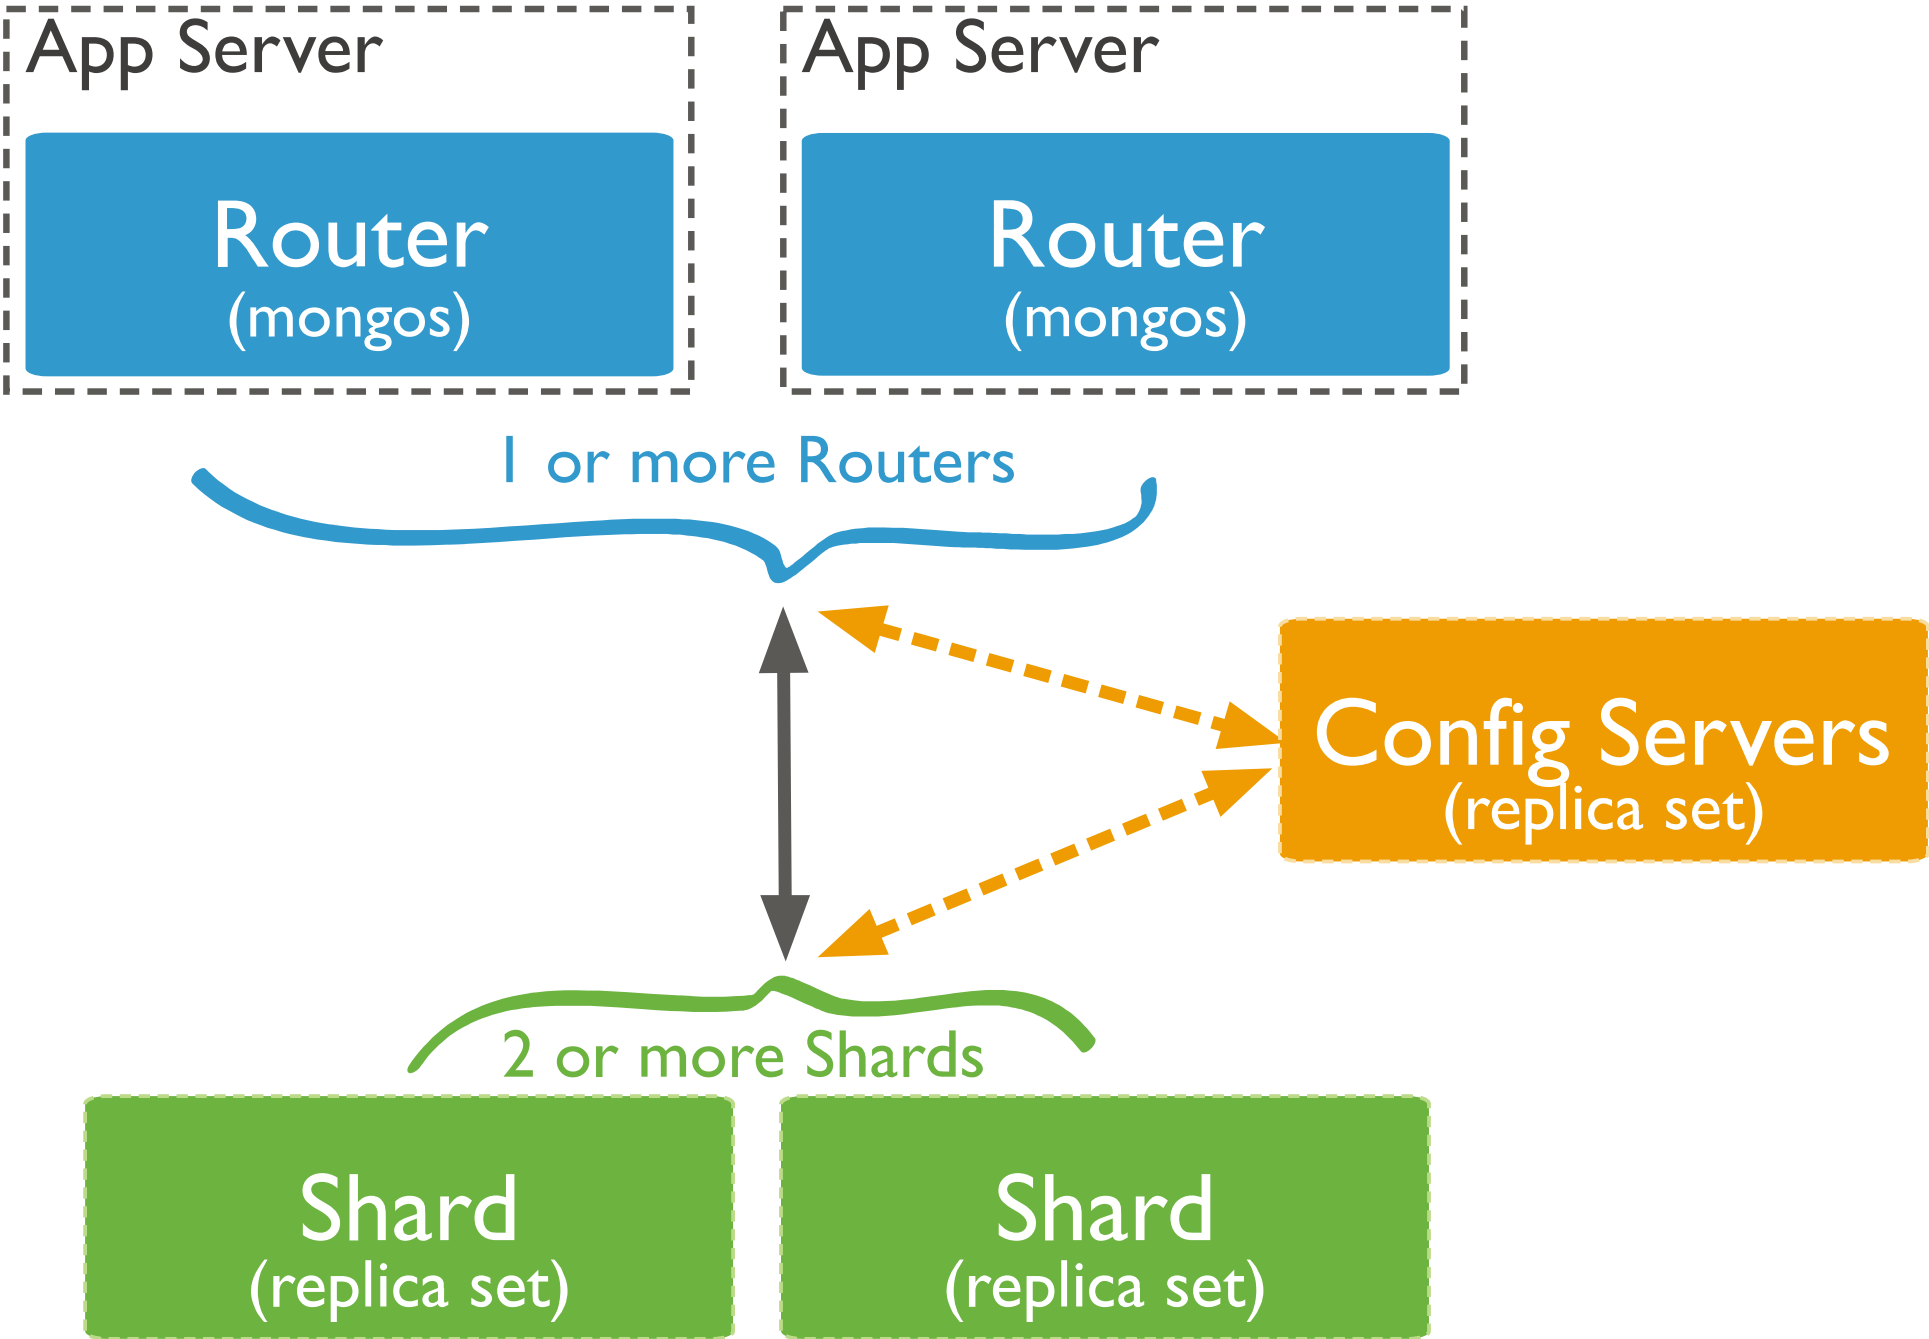 App Server
App Server
Router
(mongos)
Router
(mongos)
1 or more Routers
Config Servers
(replica set)
2 or more Shards
Shard
(replica set)
Shard
(replica set)